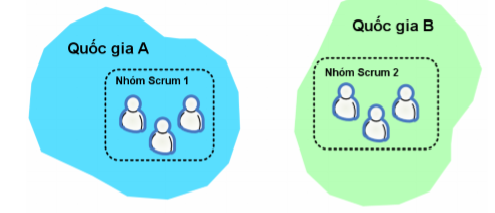 Quốc gia A
Nhóm Scrum 1
Quốc gia B
Nhóm Scrum 2